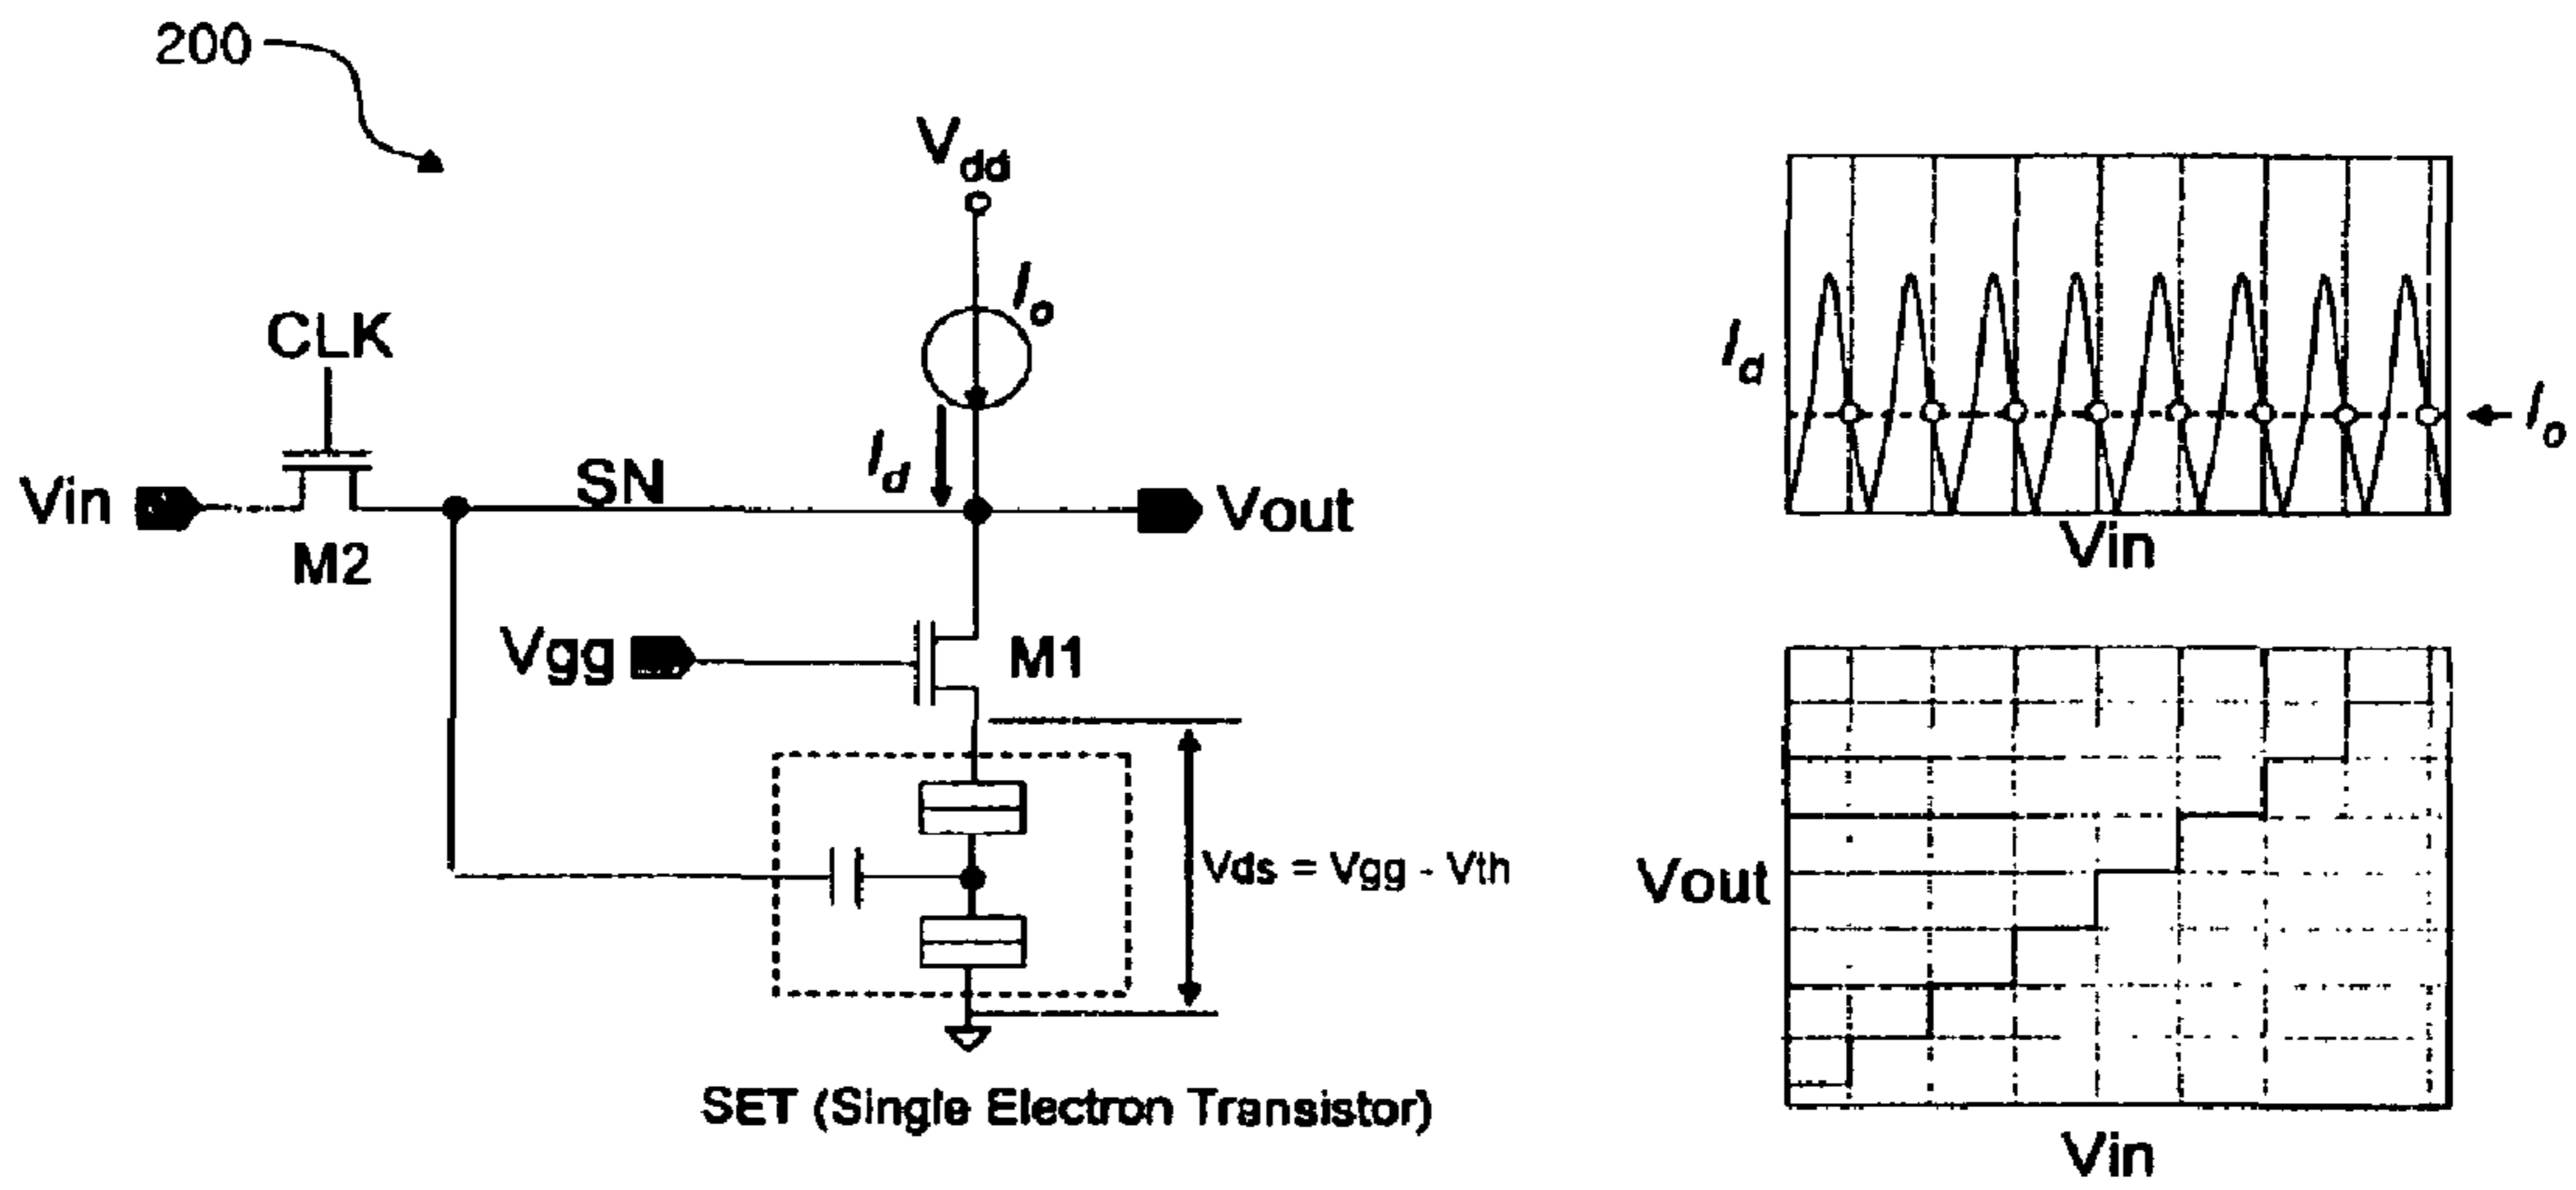 200
Vdd
Io
CLK
Id
Vin
SN
Vout
M2
Vgg
M1
Vds = Vgg - Vth
SET (Single Electron Transistor)
Id
Io
Vin
Vout
Vin